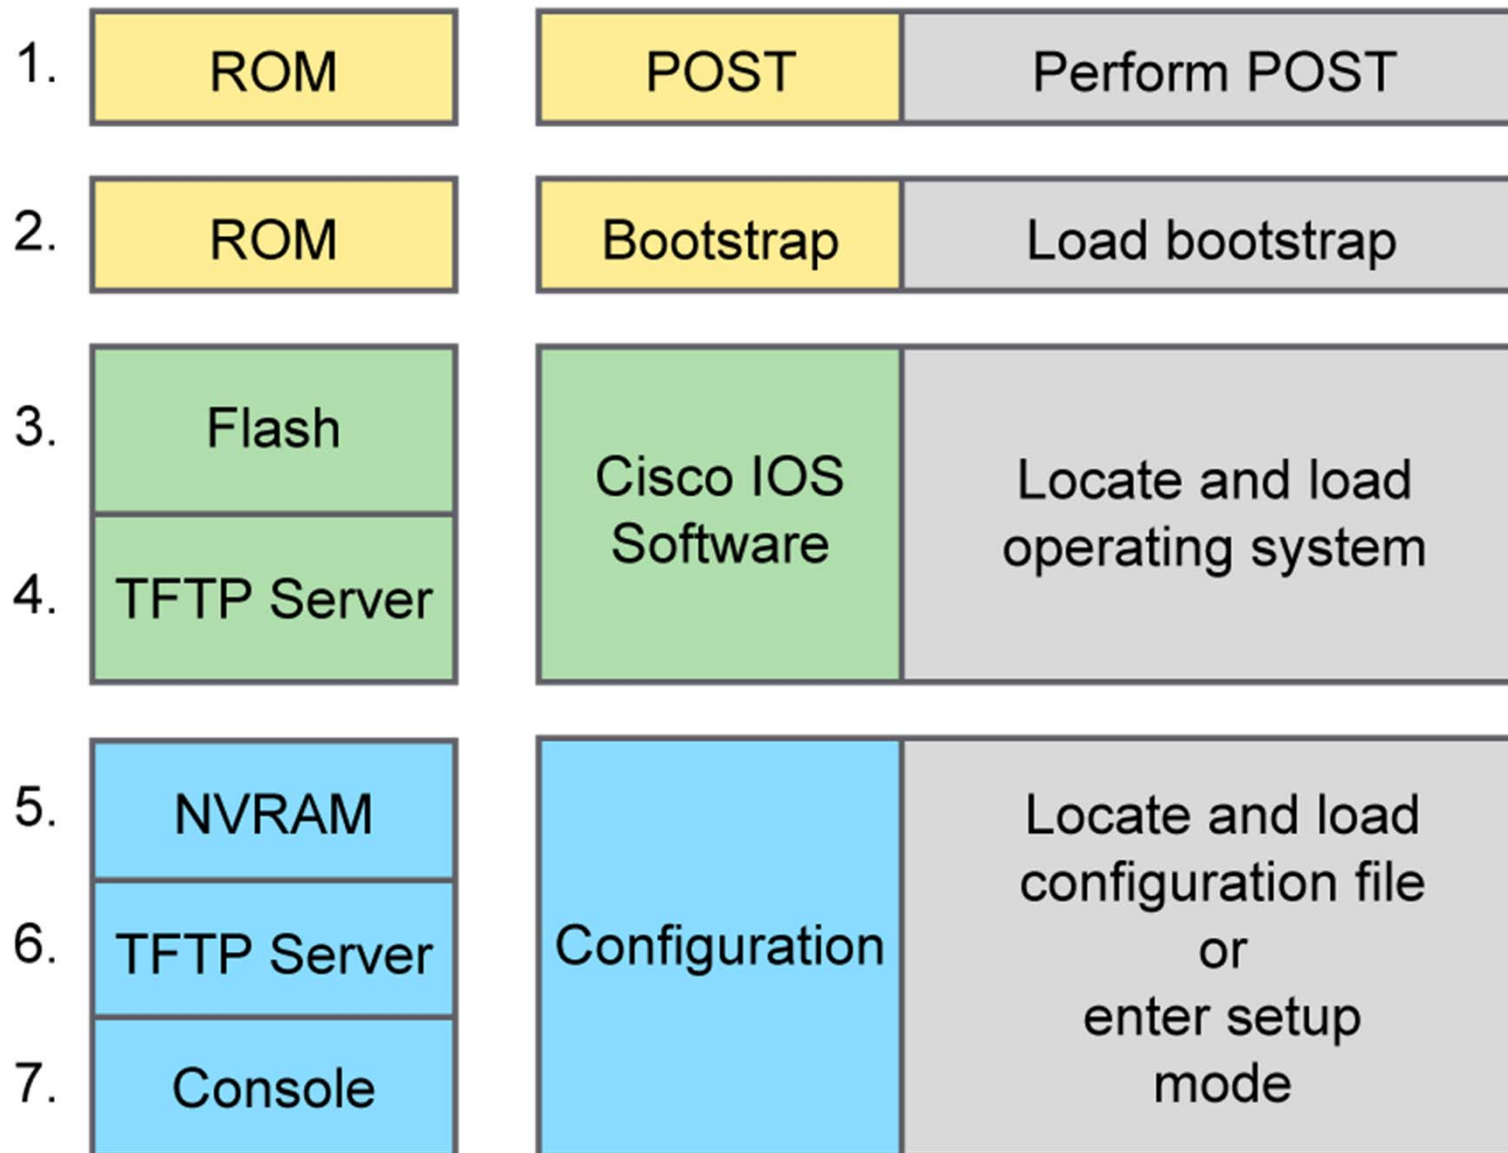 1. ROM POST Perform POST
2. ROM Bootstrap Load bootstrap
3. Flash
4. TFTP Server
Cisco IOS
Software
Locate and load
operating system
5. NVRAM
6. TFTP Server
7. Console
Configuration
Locate and load
configuration file
or
enter setup
mode